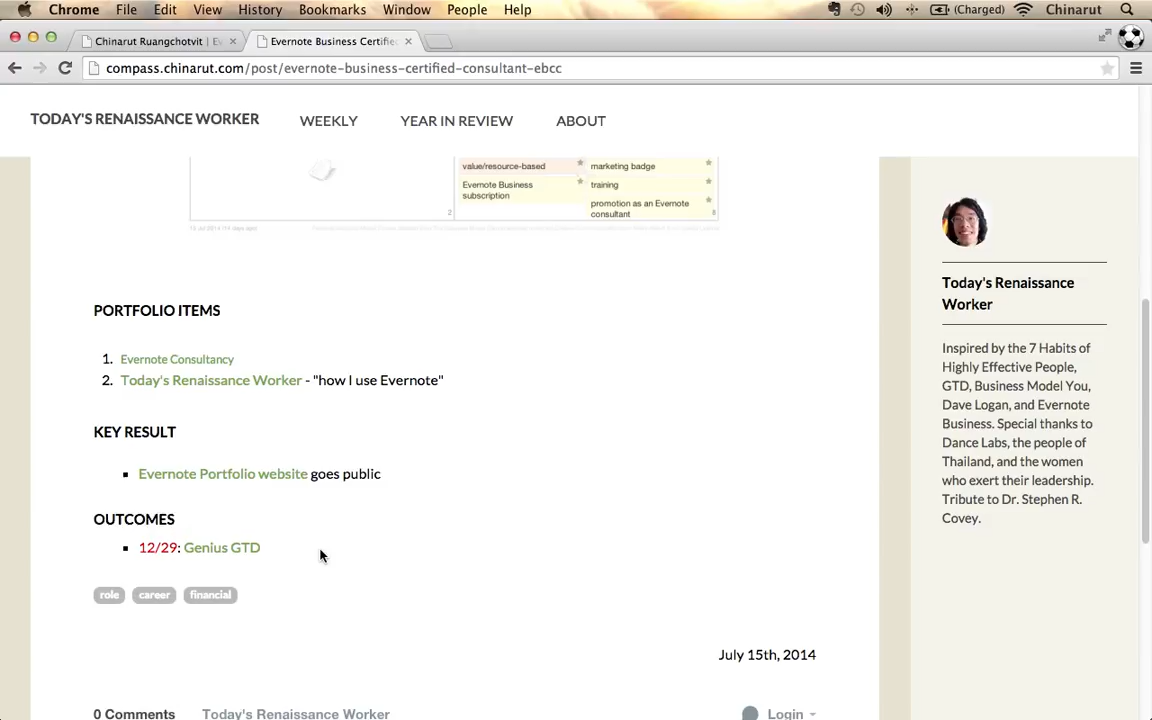 Chrome File Edit View History Bookmarks Window People Help (Charged) Chinarut
Chinarut Ruangchotvit | Ev
Evernote Business Certifie
compass.chinarut.com/post/evernote-business-certified-consultant-ebcc
TODAY'S RENAISSANCE WORKER WEEKLY YEAR IN REVIEW ABOUT
value/resource-based
Evernote Business
subscription
2
marketing badge
training
promotion as an Evernote
consultant
8
PORTFOLIO ITEMS
1. Evernote Consultancy
2. Today's Renaissance Worker - "how I use Evernote"
KEY RESULT
Evernote Portfolio website goes public
OUTCOMES
12/29: Genius GTD
role career financial
July 15th, 2014
0 Comments Today's Renaissance Worker Login
Today's Renaissance
Worker
Inspired by the 7 Habits of
Highly Effective People,
GTD, Business Model You,
Dave Logan, and Evernote
Business. Special thanks to
Dance Labs, the people of
Thailand, and the women
who exert their leadership.
Tribute to Dr. Stephen R.
Covey.